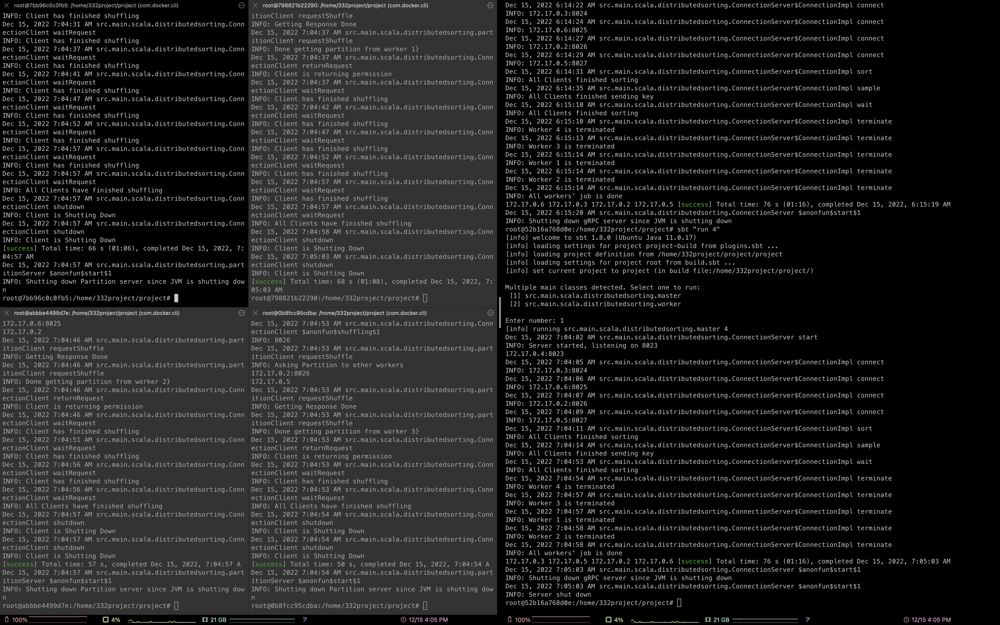 root@7bb96c0c0fb5: /home/332project/project (com.docker.cli)
INFO: Client has finished shuffling
Dec 15, 2022 7:04:31 AM src.main.scala.distributedsorting.Conn
ectionClient waitRequest
INFO: Client has finished shuffling
Dec 15, 2022 7:04:37 AM src.main.scala.distributedsorting.Conn
ectionClient waitRequest
INFO: Client has finished shuffling
Dec 15, 2022 7:04:41 AM src.main.scala.distributedsorting.Conn
ectionClient waitRequest
INFO: Client has finished shuffling
Dec 15, 2022 7:04:47 AM src.main.scala.distributedsorting.Conn
ectionClient waitRequest
INFO: Client has finished shuffling
Dec 15, 2022 7:04:52 AM src.main.scala.distributedsorting.Conn
ectionClient waitRequest
INFO: Client has finished shuffling
Dec 15, 2022 7:04:57 AM src.main.scala.distributedsorting.Conn
ectionClient waitRequest
INFO: Client has finished shuffling
Dec 15, 2022 7:04:57 AM src.main.scala.distributedsorting.Conn
ectionClient waitRequest
INFO: All Clients have finished shuffling
Dec 15, 2022 7:04:57 AM src.main.scala.distributedsorting.Conn
ectionClient shutdown
INFO: Client is Shutting Down
Dec 15, 2022 7:04:57 AM src.main.scala.distributedsorting.Conn
ectionClient shutdown
INFO: Client is Shutting Down
[success] Total time: 66 s (01:06), completed Dec 15, 2022, 7:
04:57 AM
Dec 15, 2022 7:04:57 AM src.main.scala.distributedsorting.part
itionServer $anonfun$start$1
INFO: Shutting down Partition server since JVM is shutting dow
n
root@7bb96c0c0fb5:/home/332project/project#
root@798821b22290: /home/332project/project (com.docker.cli)
itionClient requestShuffle
INFO: Getting Response Done
Dec 15, 2022 7:04:37 AM src.main.scala.distributedsorting.part
itionClient requestShuffle
INFO: Done getting partition from worker 1}
Dec 15, 2022 7:04:37 AM src.main.scala.distributedsorting.Conn
ectionClient returnRequest
INFO: Client is returning permission
Dec 15, 2022 7:04:37 AM src.main.scala.distributedsorting.Conn
ectionClient waitRequest
INFO: Client has finished shuffling
Dec 15, 2022 7:04:42 AM src.main.scala.distributedsorting.Conn
ectionClient waitRequest
INFO: Client has finished shuffling
Dec 15, 2022 7:04:47 AM src.main.scala.distributedsorting.Conn
ectionClient waitRequest
INFO: Client has finished shuffling
Dec 15, 2022 7:04:52 AM src.main.scala.distributedsorting.Conn
ectionClient waitRequest
INFO: Client has finished shuffling
Dec 15, 2022 7:04:57 AM src.main.scala.distributedsorting.Conn
ectionClient waitRequest
INFO: Client has finished shuffling
Dec 15, 2022 7:04:57 AM src.main.scala.distributedsorting.Conn
ectionClient waitRequest
INFO: All Clients have finished shuffling
Dec 15, 2022 7:04:58 AM src.main.scala.distributedsorting.Conn
ectionClient shutdown
INFO: Client is Shutting Down
Dec 15, 2022 7:05:03 AM src.main.scala.distributedsorting.Conn
ectionClient shutdown
INFO: Client is Shutting Down
[success] Total time: 68 s (01:08), completed Dec 15, 2022, 7:
05:03 AM
root@798821b22290:/home/332project/project#
root@abbbe4499d7e: /home/332project/project (com.docker.cli)
172.17.0.6:8025
172.17.0.2
Dec 15, 2022 7:04:46 AM src.main.scala.distributedsorting.part
itionClient requestShuffle
INFO: Getting Response Done
Dec 15, 2022 7:04:46 AM src.main.scala.distributedsorting.part
itionClient requestShuffle
INFO: Done getting partition from worker 2}
Dec 15, 2022 7:04:46 AM src.main.scala.distributedsorting.Conn
ectionClient returnRequest
INFO: Client is returning permission
Dec 15, 2022 7:04:46 AM src.main.scala.distributedsorting.Conn
ectionClient waitRequest
INFO: Client has finished shuffling
Dec 15, 2022 7:04:51 AM src.main.scala.distributedsorting.Conn
ectionClient waitRequest
INFO: Client has finished shuffling
Dec 15, 2022 7:04:56 AM src.main.scala.distributedsorting.Conn
ectionClient waitRequest
INFO: Client has finished shuffling
Dec 15, 2022 7:04:56 AM src.main.scala.distributedsorting.Conn
ectionClient waitRequest
INFO: All Clients have finished shuffling
Dec 15, 2022 7:04:57 AM src.main.scala.distributedsorting.Conn
ectionClient shutdown
INFO: Client is Shutting Down
Dec 15, 2022 7:04:57 AM src.main.scala.distributedsorting.Conn
ectionClient shutdown
INFO: Client is Shutting Down
[success] Total time: 57 s, completed Dec 15, 2022, 7:04:57 A
Dec 15, 2022 7:04:57 AM src.main.scala.distributedsorting.part
itionServer $anonfun$start$1
INFO: Shutting down Partition server since JVM is shutting dow
n
root@abbbe4499d7e:/home/332project/project#
root@0b8fcc95cdba: /home/332project/project (com.docker.cli)
Dec 15, 2022 7:04:53 AM src.main.scala.distributedsorting.Conn
ectionClient $anonfun$shuffling$1
INFO: 8026
Dec 15, 2022 7:04:53 AM src.main.scala.distributedsorting.part
itionClient requestShuffle
INFO: Asking Partition to other workers
172.17.0.2:8026
172.17.0.5
Dec 15, 2022 7:04:53 AM src.main.scala.distributedsorting.part
itionClient requestShuffle
INFO: Getting Response Done
Dec 15, 2022 7:04:53 AM src.main.scala.distributedsorting.part
itionClient requestShuffle
INFO: Done getting partition from worker 3}
Dec 15, 2022 7:04:53 AM src.main.scala.distributedsorting.Conn
ectionClient returnRequest
INFO: Client is returning permission
Dec 15, 2022 7:04:53 AM src.main.scala.distributedsorting.Conn
ectionClient waitRequest
INFO: Client has finished shuffling
Dec 15, 2022 7:04:53 AM src.main.scala.distributedsorting.Conn
ectionClient waitRequest
INFO: All Clients have finished shuffling
Dec 15, 2022 7:04:54 AM src.main.scala.distributedsorting.Conn
ectionClient shutdown
INFO: Client is Shutting Down
Dec 15, 2022 7:04:54 AM src.main.scala.distributedsorting.Conn
ectionClient shutdown
INFO: Client is Shutting Down
[success] Total time: 50 s, completed Dec 15, 2022, 7:04:54 A
Dec 15, 2022 7:04:54 AM src.main.scala.distributedsorting.part
itionServer $anonfun$start$1
INFO: Shutting down Partition server since JVM is shutting dow
n
root@0b8fcc95cdba:/home/332project/project#
100% 4% 21 GB 12/15 4:05 PM
Dec 15, 2022 6:14:22 AM src.main.scala.distributedsorting.ConnectionServer$ConnectionImpl connect
INFO: 172.17.0.3:8024
Dec 15, 2022 6:14:24 AM src.main.scala.distributedsorting.ConnectionServer$ConnectionImpl connect
INFO: 172.17.0.6:8025
Dec 15, 2022 6:14:27 AM src.main.scala.distributedsorting.ConnectionServer$ConnectionImpl connect
INFO: 172.17.0.2:8026
Dec 15, 2022 6:14:29 AM src.main.scala.distributedsorting.ConnectionServer$ConnectionImpl connect
INFO: 172.17.0.5:8027
Dec 15, 2022 6:14:31 AM src.main.scala.distributedsorting.ConnectionServer$ConnectionImpl sort
INFO: All Clients finished sorting
Dec 15, 2022 6:14:35 AM src.main.scala.distributedsorting.ConnectionServer$ConnectionImpl sample
INFO: All Clients finished sending key
Dec 15, 2022 6:15:10 AM src.main.scala.distributedsorting.ConnectionServer$ConnectionImpl wait
INFO: All Clients finished sorting
Dec 15, 2022 6:15:10 AM src.main.scala.distributedsorting.ConnectionServer$ConnectionImpl terminate
INFO: Worker 4 is terminated
Dec 15, 2022 6:15:13 AM src.main.scala.distributedsorting.ConnectionServer$ConnectionImpl terminate
INFO: Worker 3 is terminated
Dec 15, 2022 6:15:14 AM src.main.scala.distributedsorting.ConnectionServer$ConnectionImpl terminate
INFO: Worker 1 is terminated
Dec 15, 2022 6:15:14 AM src.main.scala.distributedsorting.ConnectionServer$ConnectionImpl terminate
INFO: Worker 2 is terminated
Dec 15, 2022 6:15:14 AM src.main.scala.distributedsorting.ConnectionServer$ConnectionImpl terminate
INFO: All workers' job is done
172.17.0.6 172.17.0.3 172.17.0.2 172.17.0.5 [success] Total time: 76 s (01:16), completed Dec 15, 2022, 6:15:19 AM
Dec 15, 2022 6:15:20 AM src.main.scala.distributedsorting.ConnectionServer $anonfun$start$1
INFO: Shutting down gRPC server since JVM is shutting down
root@52b16a768d0e:/home/332project/project# sbt "run 4"
[info] welcome to sbt 1.8.0 (Ubuntu Java 11.0.17)
[info] loading settings for project project-build from plugins.sbt ...
[info] loading project definition from /home/332project/project/project
[info] loading settings for project root from build.sbt ...
[info] set current project to project (in build file:/home/332project/project/)
Multiple main classes detected. Select one to run:
[1] src.main.scala.distributedsorting.master
[2] src.main.scala.distributedsorting.worker
Enter number: 1
[info] running src.main.scala.distributedsorting.master 4
Dec 15, 2022 7:04:02 AM src.main.scala.distributedsorting.ConnectionServer start
INFO: Server started, listening on 8023
172.17.0.4:8023
Dec 15, 2022 7:04:05 AM src.main.scala.distributedsorting.ConnectionServer$ConnectionImpl connect
INFO: 172.17.0.3:8024
Dec 15, 2022 7:04:06 AM src.main.scala.distributedsorting.ConnectionServer$ConnectionImpl connect
INFO: 172.17.0.6:8025
Dec 15, 2022 7:04:07 AM src.main.scala.distributedsorting.ConnectionServer$ConnectionImpl connect
INFO: 172.17.0.2:8026
Dec 15, 2022 7:04:09 AM src.main.scala.distributedsorting.ConnectionServer$ConnectionImpl connect
INFO: 172.17.0.5:8027
Dec 15, 2022 7:04:11 AM src.main.scala.distributedsorting.ConnectionServer$ConnectionImpl sort
INFO: All Clients finished sorting
Dec 15, 2022 7:04:14 AM src.main.scala.distributedsorting.ConnectionServer$ConnectionImpl sample
INFO: All Clients finished sending key
Dec 15, 2022 7:04:53 AM src.main.scala.distributedsorting.ConnectionServer$ConnectionImpl wait
INFO: All Clients finished sorting
Dec 15, 2022 7:04:54 AM src.main.scala.distributedsorting.ConnectionServer$ConnectionImpl terminate
INFO: Worker 4 is terminated
Dec 15, 2022 7:04:57 AM src.main.scala.distributedsorting.ConnectionServer$ConnectionImpl terminate
INFO: Worker 3 is terminated
Dec 15, 2022 7:04:57 AM src.main.scala.distributedsorting.ConnectionServer$ConnectionImpl terminate
INFO: Worker 1 is terminated
Dec 15, 2022 7:04:58 AM src.main.scala.distributedsorting.ConnectionServer$ConnectionImpl terminate
INFO: Worker 2 is terminated
Dec 15, 2022 7:04:58 AM src.main.scala.distributedsorting.ConnectionServer$ConnectionImpl terminate
INFO: All workers' job is done
172.17.0.3 172.17.0.5 172.17.0.2 172.17.0.6 [success] Total time: 76 s (01:16), completed Dec 15, 2022, 7:05:03 AM
Dec 15, 2022 7:05:03 AM src.main.scala.distributedsorting.ConnectionServer $anonfun$start$1
INFO: Shutting down gRPC server since JVM is shutting down
Dec 15, 2022 7:05:03 AM src.main.scala.distributedsorting.ConnectionServer $anonfun$start$1
INFO: Server shut down
root@52b16a768d0e:/home/332project/project#
100% 4% 21 GB 12/15 4:05 PM